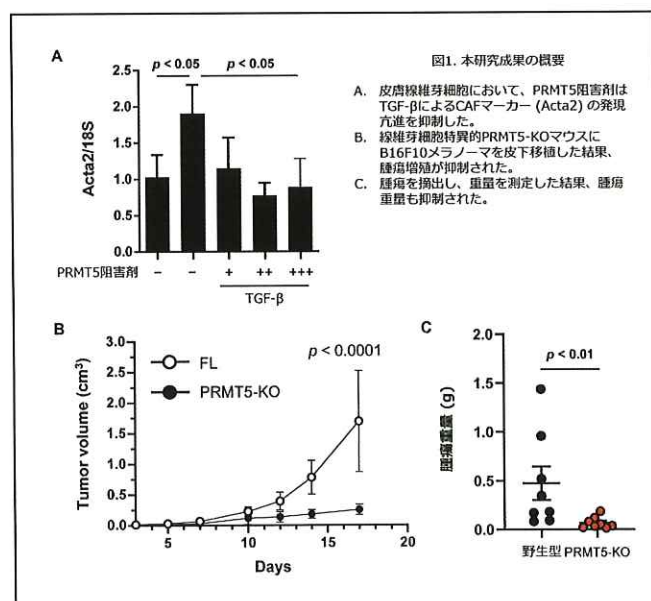 図1. 本研究成果の概要
A. 皮膚線維芽細胞において、PRMT5阻害剤は
TGF-βによるCAFマーカー (Acta2) の発現
亢進を抑制した。
B. 線維芽細胞特異的PRMT5-KOマウスに
B16F10メラノーマを皮下移植した結果、
腫瘍増殖が抑制された。
C. 腫瘍を摘出し、重量を測定した結果、腫瘍
重量も抑制された。
A
p < 0.05 p < 0.05
Acta2/18S
2.5
2.0
1.5
1.0
0.5
0.0
PRMT5阻害剤 − − + ++ +++
TGF-β
B
Tumor volume (cm³)
3.0
2.5
2.0
1.5
1.0
0.5
0.0
FL
PRMT5-KO
p < 0.0001
5 10 15 20
Days
C
p < 0.01
腫瘍重量 (g)
2.0
1.5
1.0
0.5
0.0
野生型 PRMT5-KO